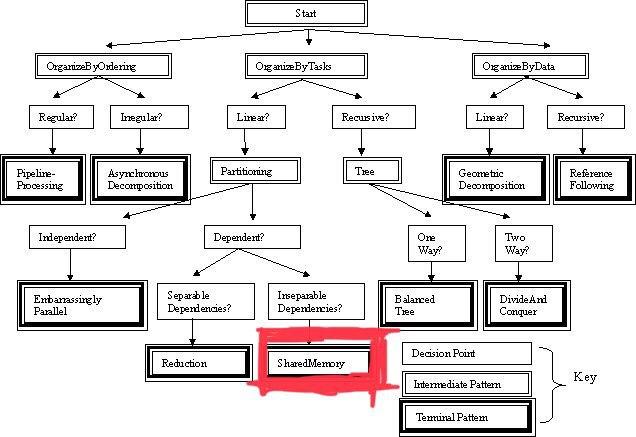 Start
OrganizeByOrdering
OrganizeByTasks
OrganizeByData
Regular?
Irregular?
Linear?
Recursive?
Linear?
Recursive?
Pipeline-
Processing
Asynchronous
Decomposition
Partitioning
Tree
Geometric
Decomposition
Reference
Following
Independent?
Dependent?
One
Way?
Two
Way?
Embarrassingly
Parallel
Separable
Dependencies?
Inseparable
Dependencies?
Balanced
Tree
DivideAnd
Conquer
Reduction
SharedMemory
Decision Point
Intermediate Pattern
Terminal Pattern
Key